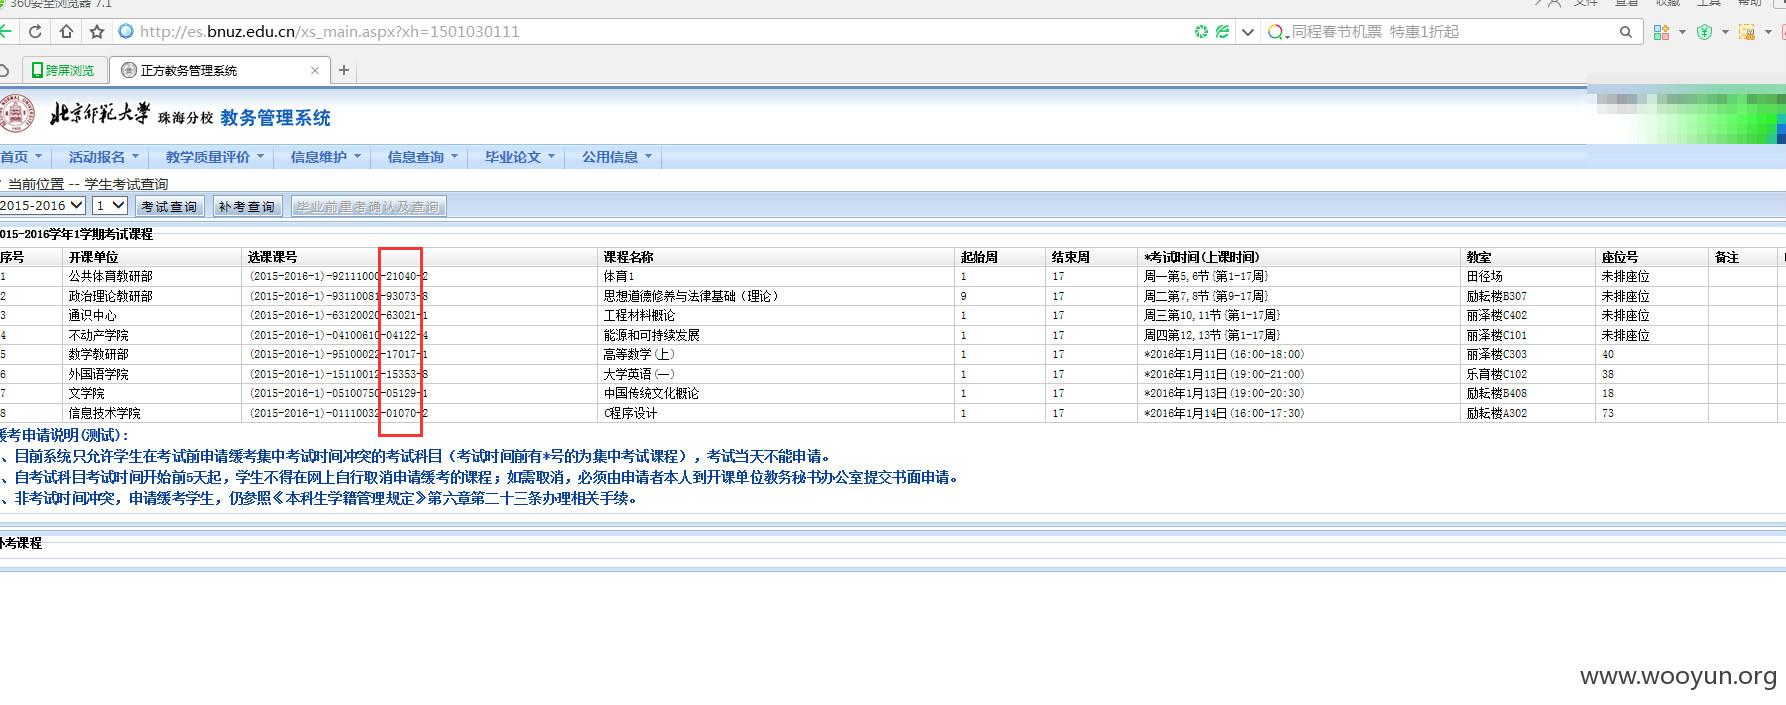 360安全浏览器 7.1 文件 查看 收藏 工具 帮助
http://es.bnuz.edu.cn/xs_main.aspx?xh=1501030111 同程春节机票 特惠1折起
跨屏浏览 正方教务管理系统
北京师范大学 珠海分校 教务管理系统
首页 活动报名 教学质量评价 信息维护 信息查询 毕业论文 公用信息
当前位置 -- 学生考试查询
2015-2016 1 考试查询 补考查询 毕业前重考确认及查询
015-2016学年1学期考试课程
序号 开课单位 选课课号 课程名称 起始周 结束周 *考试时间(上课时间) 教室 座位号 备注
1 公共体育教研部 (2015-2016-1)-92111000-21040-2 体育1 1 17 周一第5,6节{第1-17周} 田径场 未排座位
2 政治理论教研部 (2015-2016-1)-93110081-93073-8 思想道德修养与法律基础(理论) 9 17 周二第7,8节{第9-17周} 励耘楼B307 未排座位
3 通识中心 (2015-2016-1)-63120020-63021-1 工程材料概论 1 17 周三第10,11节{第1-17周} 丽泽楼C402 未排座位
4 不动产学院 (2015-2016-1)-04100610-04122-4 能源和可持续发展 1 17 周四第12,13节{第1-17周} 丽泽楼C101 未排座位
5 数学教研部 (2015-2016-1)-95100022-17017-1 高等数学(上) 1 17 *2016年1月11日(16:00-18:00) 丽泽楼C303 40
6 外国语学院 (2015-2016-1)-15110012-15353-8 大学英语(一) 1 17 *2016年1月11日(19:00-21:00) 乐育楼C102 38
7 文学院 (2015-2016-1)-05100750-05129-1 中国传统文化概论 1 17 *2016年1月13日(19:00-20:30) 励耘楼B408 18
8 信息技术学院 (2015-2016-1)-01110032-01070-2 C程序设计 1 17 *2016年1月14日(16:00-17:30) 励耘楼A302 73
缓考申请说明(测试):
、目前系统只允许学生在考试前申请缓考集中考试时间冲突的考试科目(考试时间前有*号的为集中考试课程),考试当天不能申请。
、自考试科目考试时间开始前5天起,学生不得在网上自行取消申请缓考的课程;如需取消,必须由申请者本人到开课单位教务秘书办公室提交书面申请。
、非考试时间冲突,申请缓考学生,仍参照《本科生学籍管理规定》第六章第二十三条办理相关手续。
补考课程
www.wooyun.org